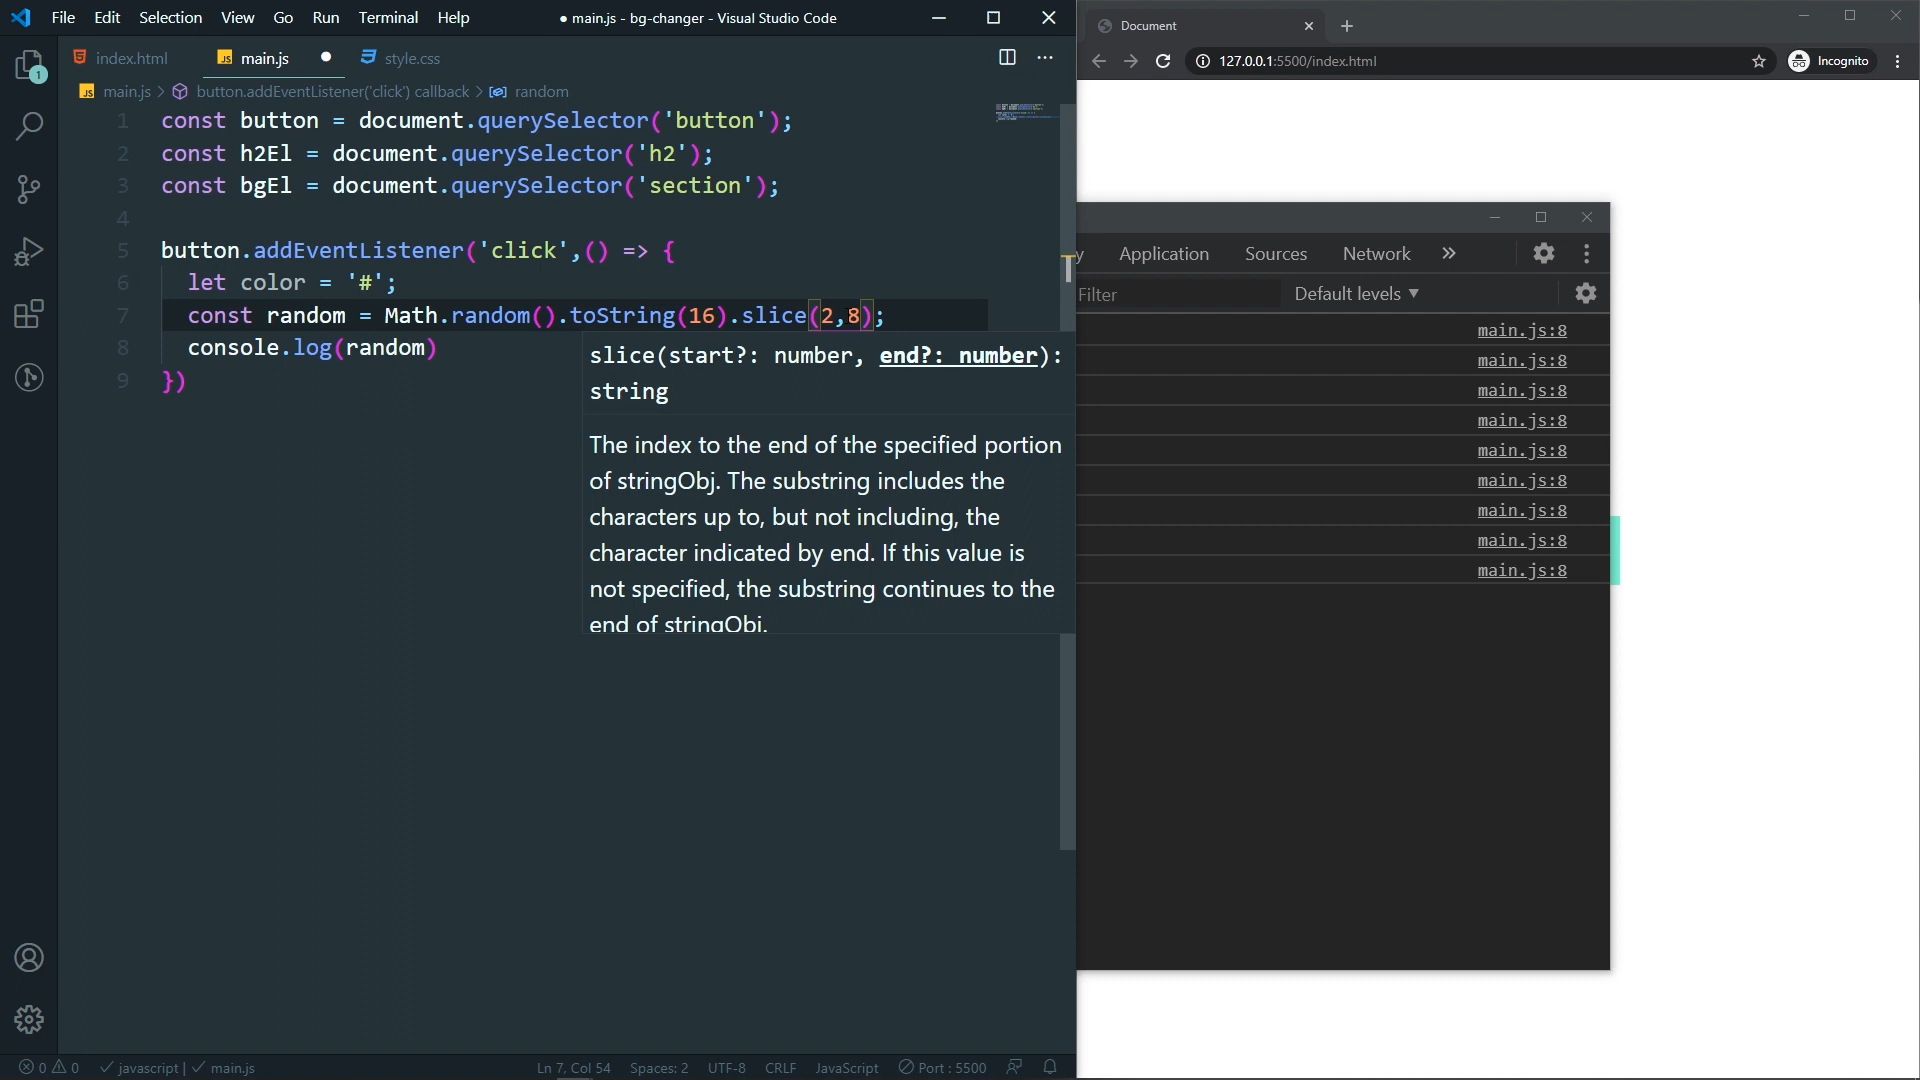 File Edit Selection View Go Run Terminal Help ● main.js - bg-changer - Visual Studio Code
index.html JS main.js ● style.css
JS main.js > button.addEventListener('click') callback > random
1 const button = document.querySelector('button');
2 const h2El = document.querySelector('h2');
3 const bgEl = document.querySelector('section');
4
5 button.addEventListener('click',() => {
6 let color = '#';
7 const random = Math.random().toString(16).slice(2,8);
8 console.log(random)
9 })
slice(start?: number, end?: number):
string
The index to the end of the specified portion
of stringObj. The substring includes the
characters up to, but not including, the
character indicated by end. If this value is
not specified, the substring continues to the
end of stringObj.
1
0 0 javascript | main.js Ln 7, Col 54 Spaces: 2 UTF-8 CRLF JavaScript Port : 5500
Document
127.0.0.1:5500/index.html Incognito
y Application Sources Network »
Filter Default levels ▼
main.js:8
main.js:8
main.js:8
main.js:8
main.js:8
main.js:8
main.js:8
main.js:8
main.js:8